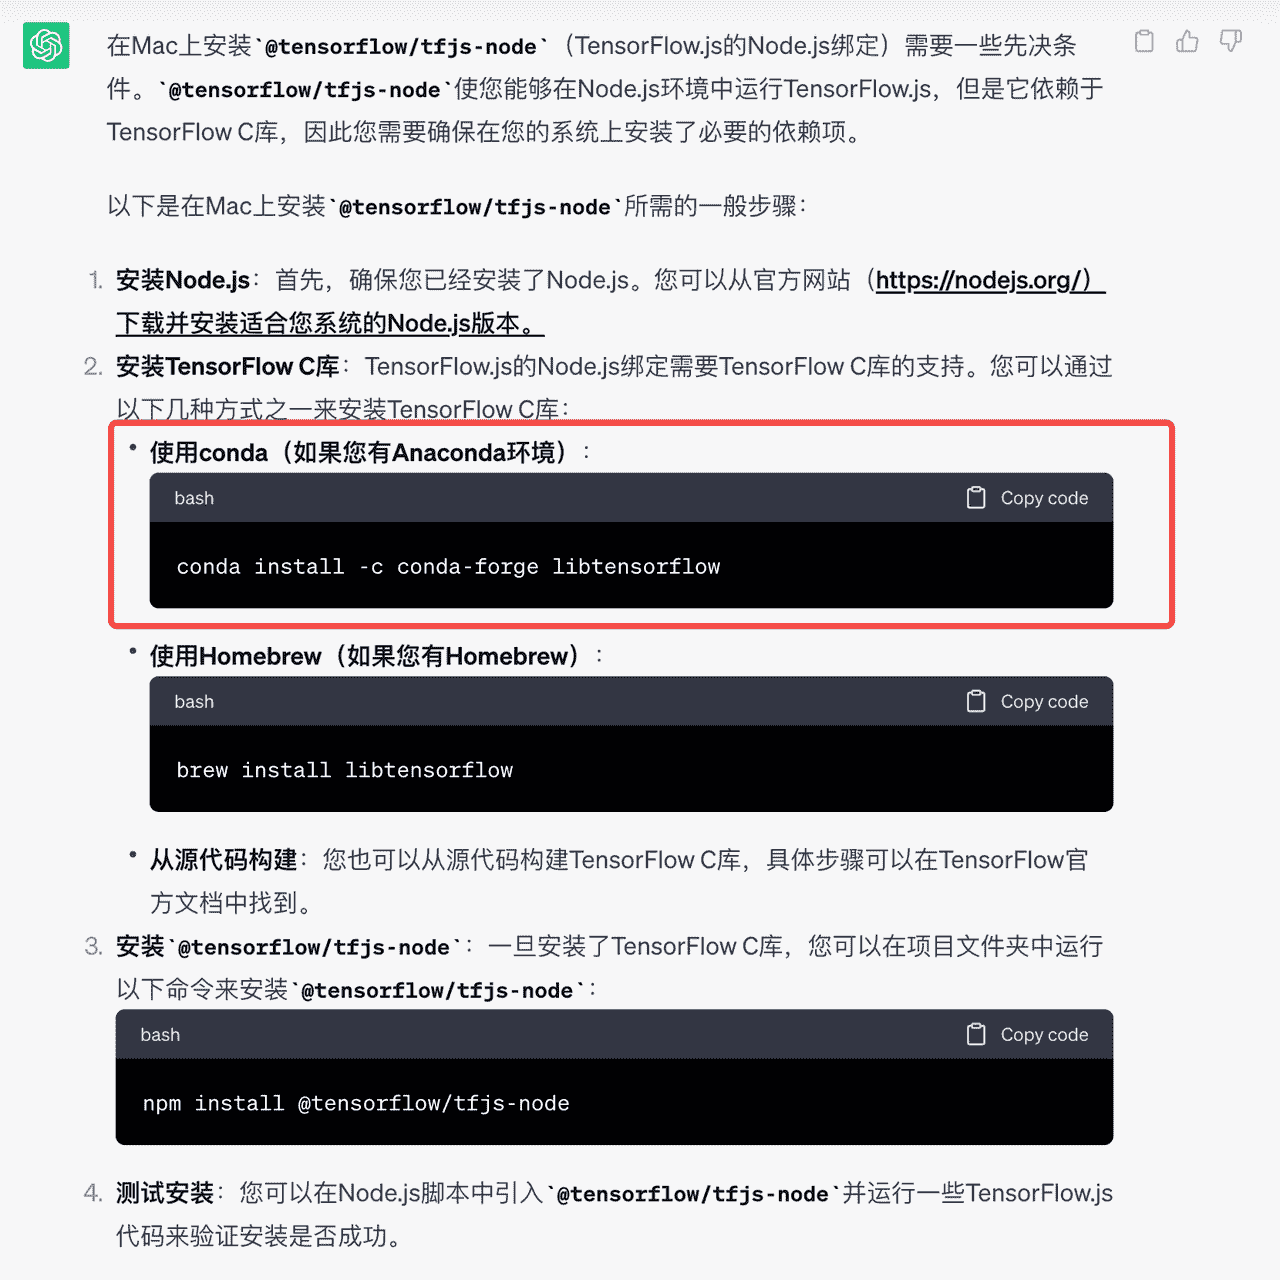 在Mac上安装`@tensorflow/tfjs-node`（TensorFlow.js的Node.js绑定）需要一些先决条
件。`@tensorflow/tfjs-node`使您能够在Node.js环境中运行TensorFlow.js，但是它依赖于
TensorFlow C库，因此您需要确保在您的系统上安装了必要的依赖项。
以下是在Mac上安装`@tensorflow/tfjs-node`所需的一般步骤：
1. 安装Node.js：首先，确保您已经安装了Node.js。您可以从官方网站（https://nodejs.org/）
下载并安装适合您系统的Node.js版本。
2. 安装TensorFlow C库：TensorFlow.js的Node.js绑定需要TensorFlow C库的支持。您可以通过
以下几种方式之一来安装TensorFlow C库：
• 使用conda（如果您有Anaconda环境）：
bash Copy code
conda install -c conda-forge libtensorflow
• 使用Homebrew（如果您有Homebrew）：
bash Copy code
brew install libtensorflow
• 从源代码构建：您也可以从源代码构建TensorFlow C库，具体步骤可以在TensorFlow官
方文档中找到。
3. 安装`@tensorflow/tfjs-node`：一旦安装了TensorFlow C库，您可以在项目文件夹中运行
以下命令来安装`@tensorflow/tfjs-node`：
bash Copy code
npm install @tensorflow/tfjs-node
4. 测试安装：您可以在Node.js脚本中引入`@tensorflow/tfjs-node`并运行一些TensorFlow.js
代码来验证安装是否成功。